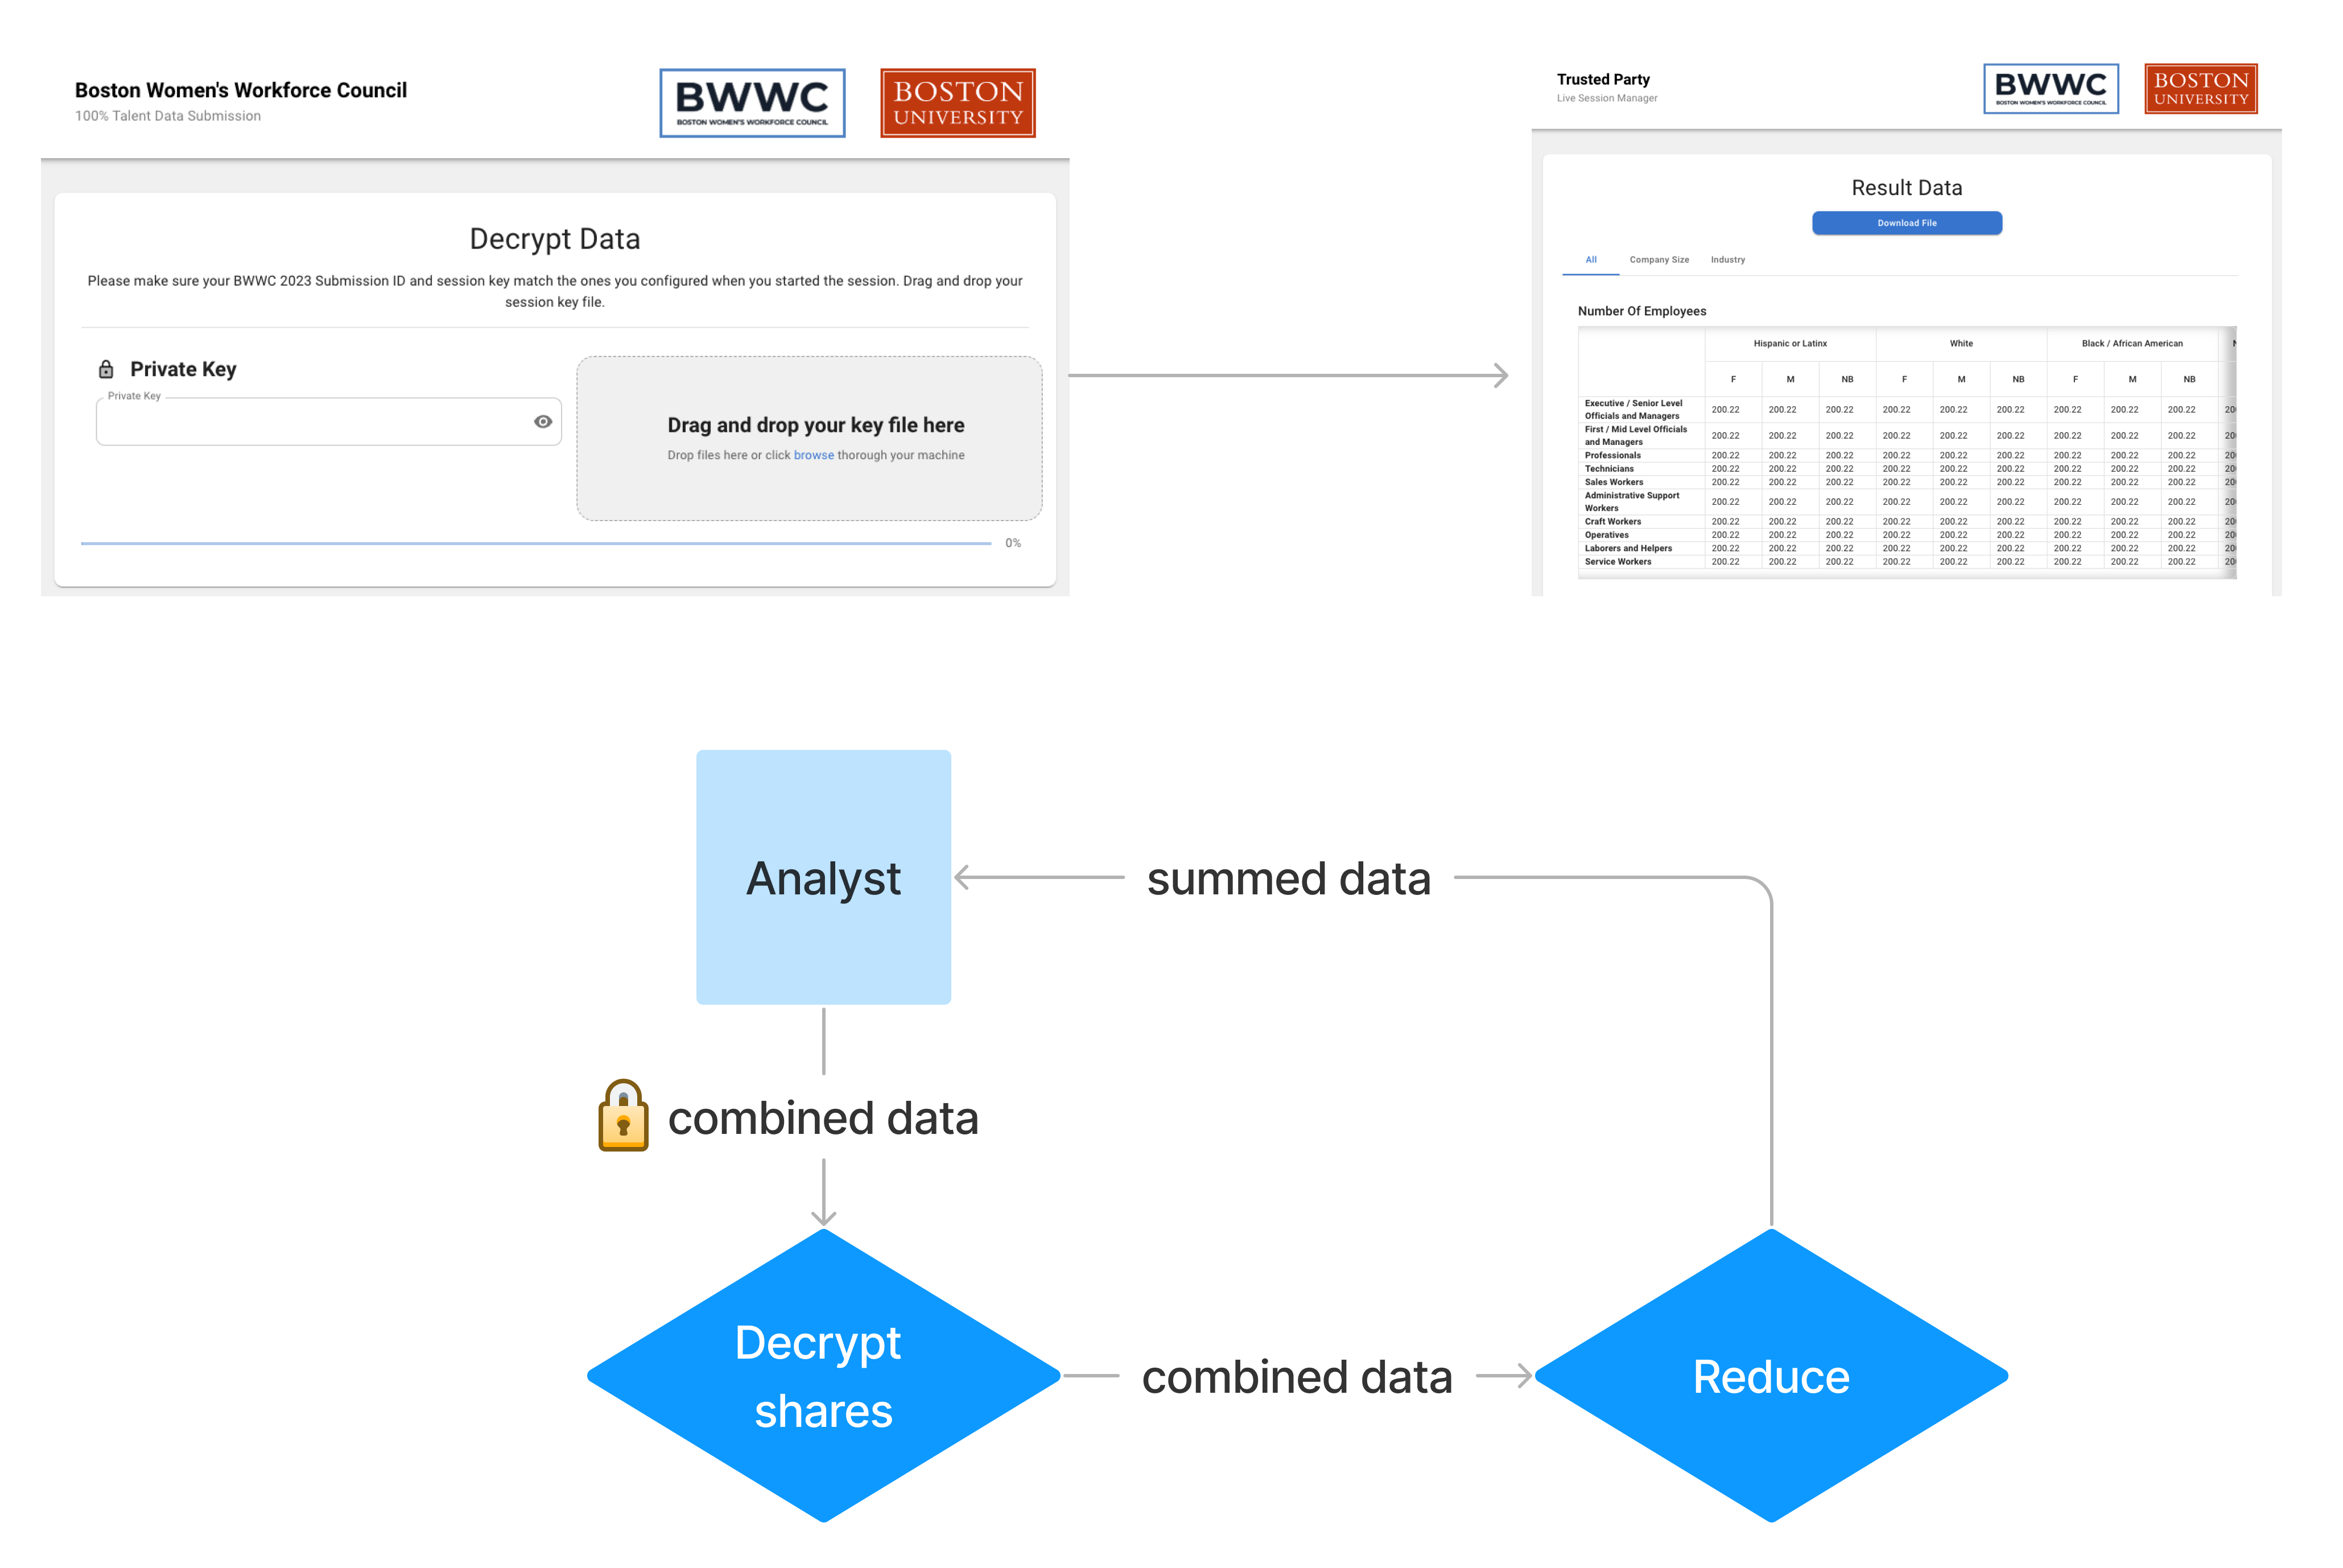 Boston Women's Workforce Council
100% Talent Data Submission
BWWC
BOSTON WOMEN'S WORKFORCE COUNCIL
BOSTON
UNIVERSITY
Decrypt Data
Please make sure your BWWC 2023 Submission ID and session key match the ones you configured when you started the session. Drag and drop your
session key file.
Private Key
Private Key
Drag and drop your key file here
Drop files here or click browse thorough your machine
0%
Trusted Party
Live Session Manager
BWWC
BOSTON WOMEN'S WORKFORCE COUNCIL
BOSTON
UNIVERSITY
Result Data
Download File
All Company Size Industry
Number Of Employees
Hispanic or Latinx White Black / African American
F M NB F M NB F M NB
Executive / Senior Level
Officials and Managers
200.22 200.22 200.22 200.22 200.22 200.22 200.22 200.22 200.22
First / Mid Level Officials
and Managers
200.22 200.22 200.22 200.22 200.22 200.22 200.22 200.22 200.22
Professionals 200.22 200.22 200.22 200.22 200.22 200.22 200.22 200.22 200.22
Technicians 200.22 200.22 200.22 200.22 200.22 200.22 200.22 200.22 200.22
Sales Workers 200.22 200.22 200.22 200.22 200.22 200.22 200.22 200.22 200.22
Administrative Support
Workers
200.22 200.22 200.22 200.22 200.22 200.22 200.22 200.22 200.22
Craft Workers 200.22 200.22 200.22 200.22 200.22 200.22 200.22 200.22 200.22
Operatives 200.22 200.22 200.22 200.22 200.22 200.22 200.22 200.22 200.22
Laborers and Helpers 200.22 200.22 200.22 200.22 200.22 200.22 200.22 200.22 200.22
Service Workers 200.22 200.22 200.22 200.22 200.22 200.22 200.22 200.22 200.22
Analyst
summed data
combined data
Decrypt
shares
combined data
Reduce